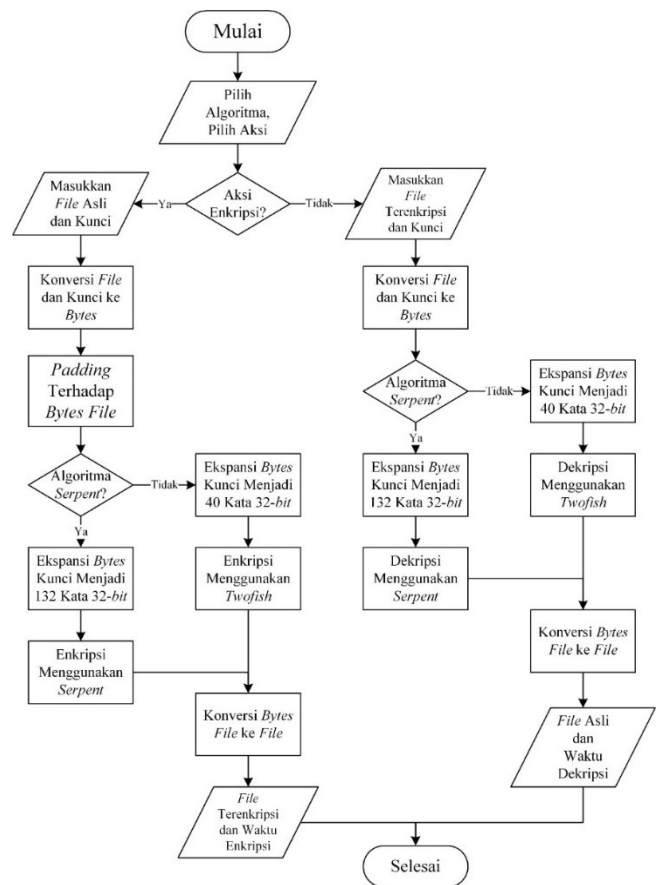 Mulai
Pilih
Algoritma,
Pilih Aksi
Aksi
Enkripsi?
Ya
Tidak
Masukkan
File Asli
dan Kunci
Konversi File
dan Kunci ke
Bytes
Padding
Terhadap
Bytes File
Algoritma
Serpent?
Tidak
Ya
Ekspansi Bytes
Kunci Menjadi
132 Kata 32-bit
Enkripsi
Menggunakan
Serpent
Ekspansi Bytes
Kunci Menjadi
40 Kata 32-bit
Enkripsi
Menggunakan
Twofish
Konversi Bytes
File ke File
File
Terenkripsi
dan Waktu
Enkripsi
Masukkan
File
Terenkripsi
dan Kunci
Konversi File
dan Kunci ke
Bytes
Algoritma
Serpent?
Tidak
Ya
Ekspansi Bytes
Kunci Menjadi
132 Kata 32-bit
Dekripsi
Menggunakan
Serpent
Ekspansi Bytes
Kunci Menjadi
40 Kata 32-bit
Dekripsi
Menggunakan
Twofish
Konversi Bytes
File ke File
File Asli
dan
Waktu
Dekripsi
Selesai